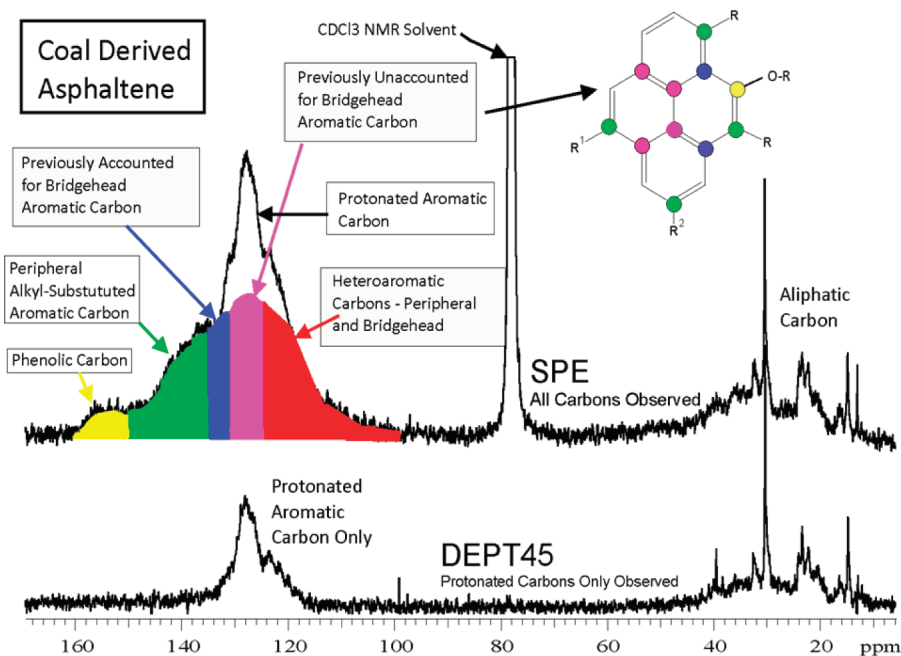 Coal Derived
Asphaltene
CDCl3 NMR Solvent
Previously Unaccounted
for Bridgehead
Aromatic Carbon
R
O-R
R
R1
R2
Previously Accounted
for Bridgehead
Aromatic Carbon
Protonated Aromatic
Carbon
Peripheral
Alkyl-Substututed
Aromatic Carbon
Heteroaromatic
Carbons - Peripheral
and Bridgehead
Phenolic Carbon
Aliphatic
Carbon
SPE
All Carbons Observed
Protonated
Aromatic
Carbon Only
DEPT45
Protonated Carbons Only Observed
160 140 120 100 80 60 40 20 ppm